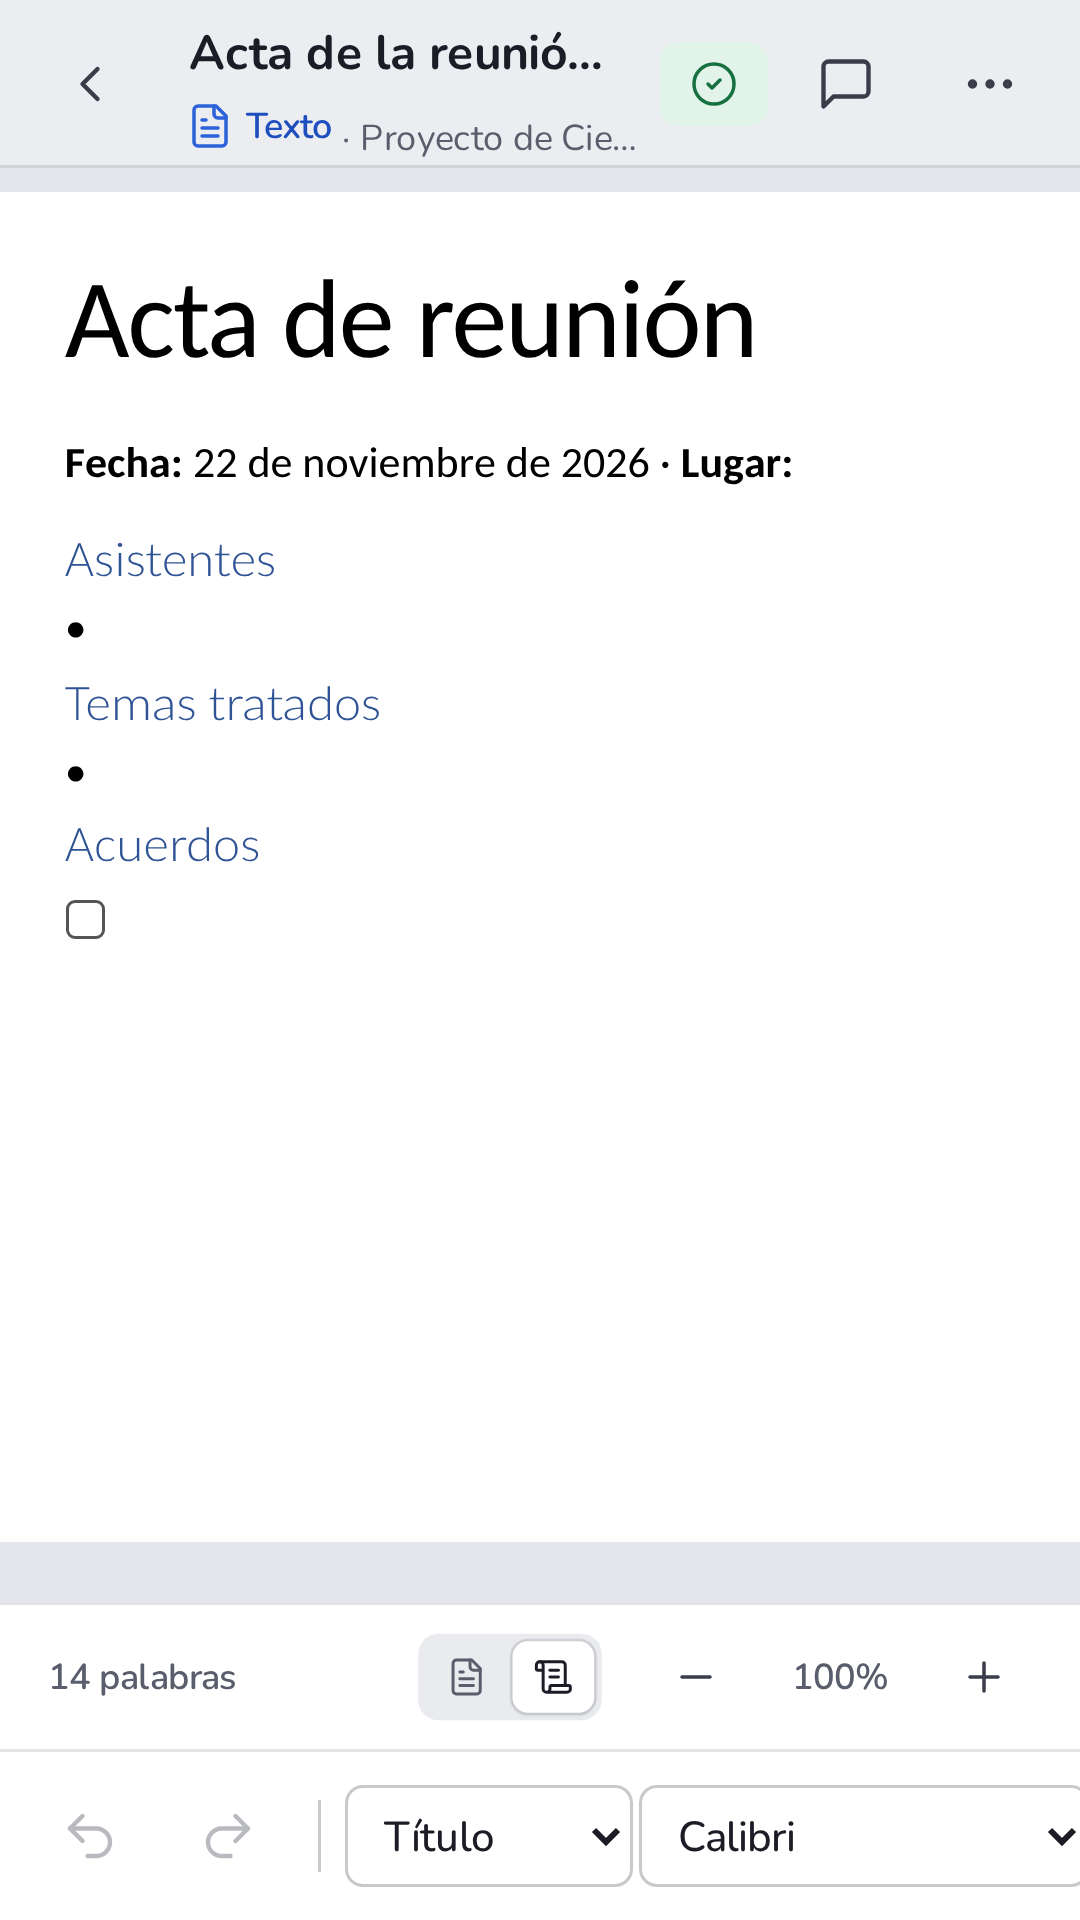 Acta de la reunió...
Texto · Proyecto de Cie...
Acta de reunión
Fecha: 22 de noviembre de 2026 · Lugar:
Asistentes
•
Temas tratados
•
Acuerdos
14 palabras
100%
Título
Calibri